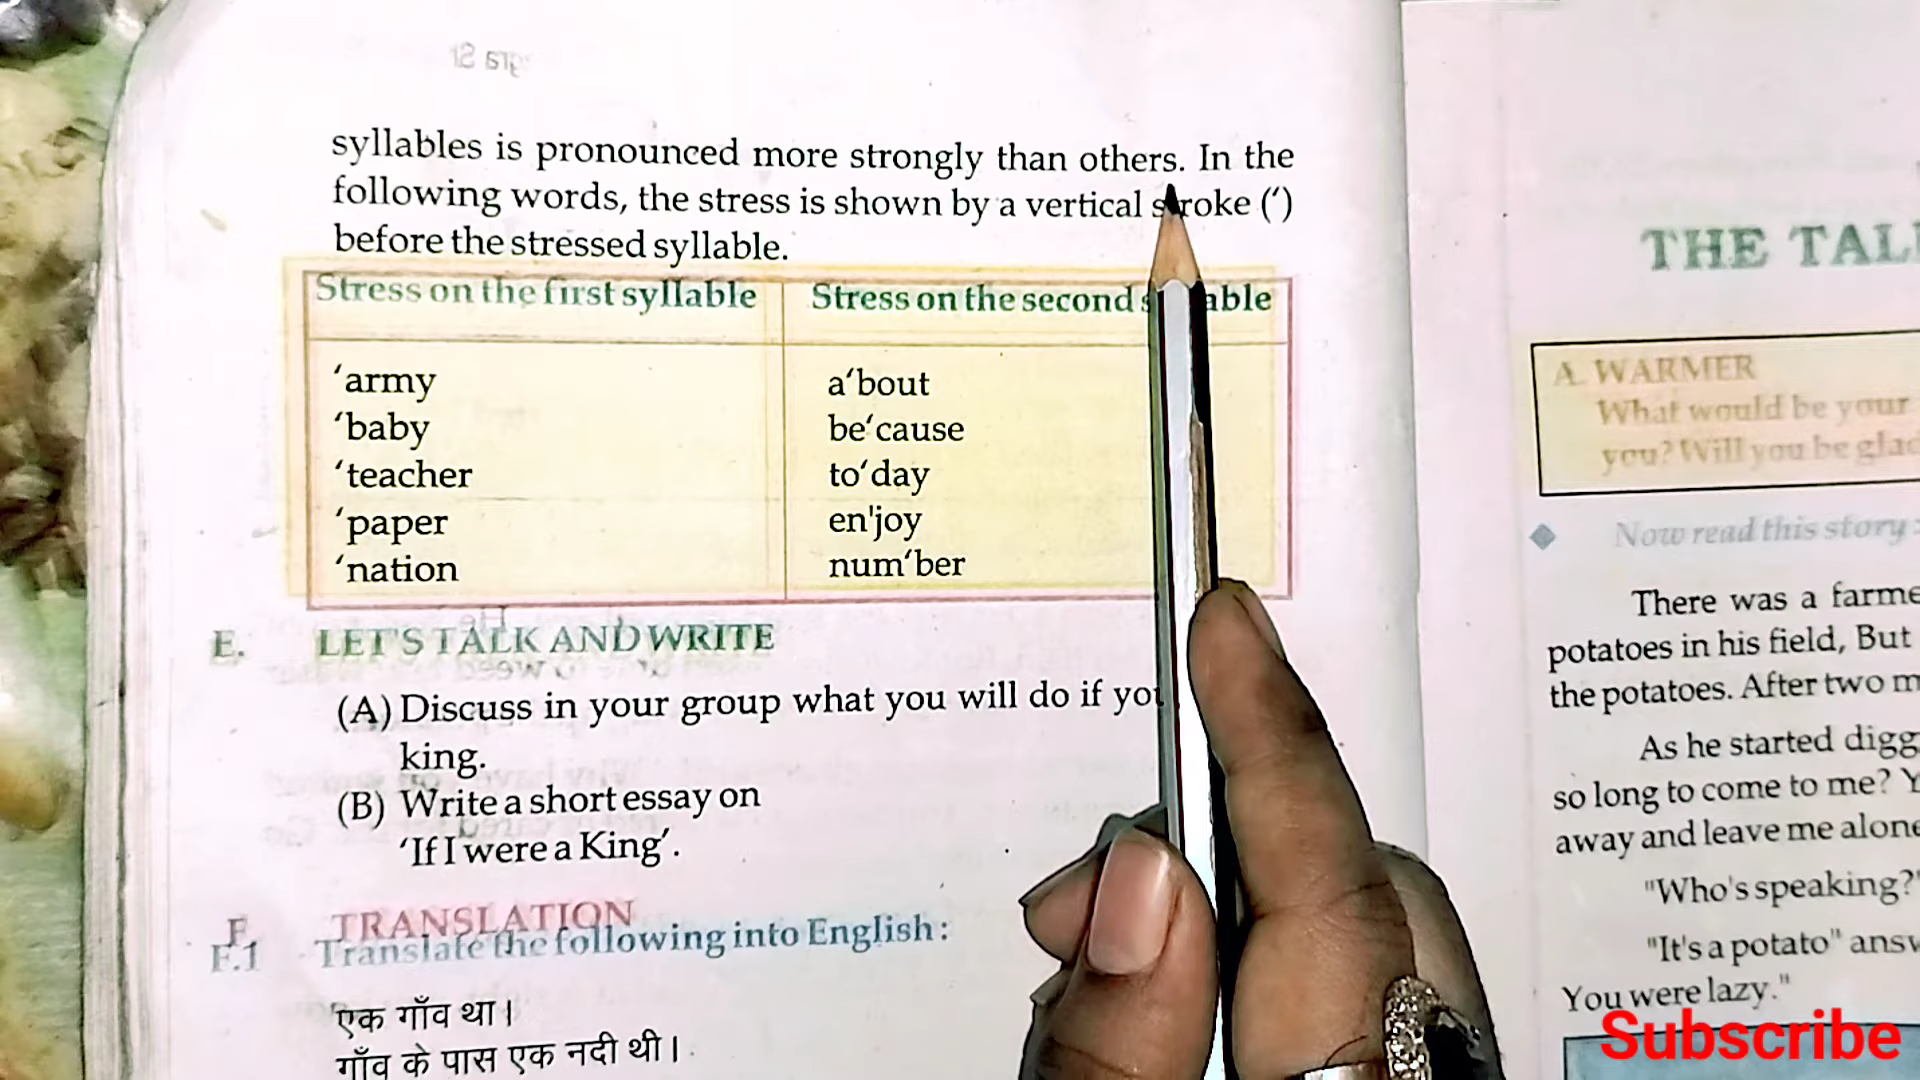 syllables is pronounced more strongly than others. In the
following words, the stress is shown by a vertical stroke (‘)
before the stressed syllable.
Stress on the first syllable
Stress on the second
‘army
‘baby
‘teacher
‘paper
‘nation
a‘bout
be‘cause
to‘day
en'joy
num‘ber
E. LET'S TALK AND WRITE
(A) Discuss in your group what you will do if
king.
(B) Write a short essay on
‘If I were a King’.
F. TRANSLATION
F.1 Translate the following into English :
एक गाँव था।
गाँव के पास एक नदी थी।
THE
A. WARMER
What would be your
you? Will you be
Now read this story :
There was a
potatoes in his field, But
the potatoes. After two
As he started
so long to come to me?
away and leave me alone
"Who's speaking?"
"It's a potato"
You were lazy."
Subscribe